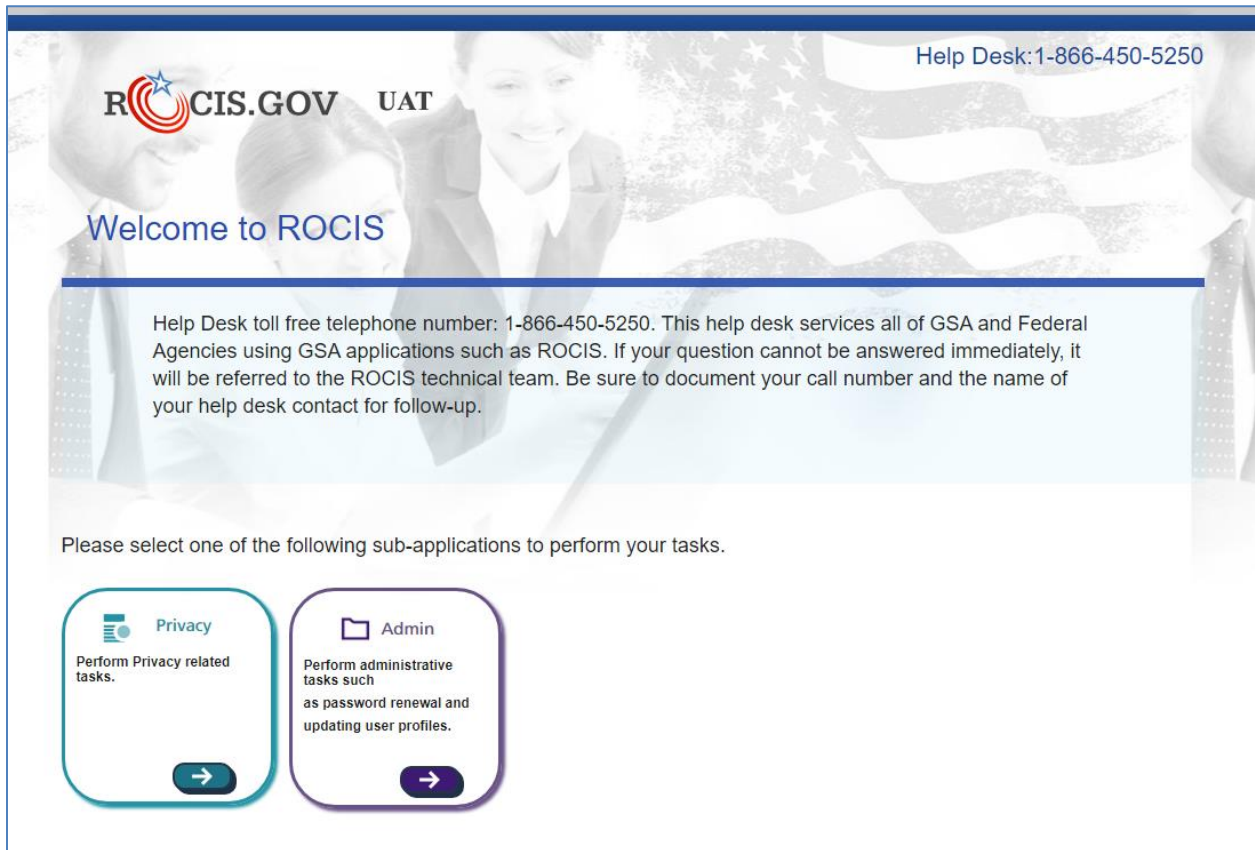 Help Desk:1-866-450-5250
ROCIS.GOV UAT
Welcome to ROCIS
Help Desk toll free telephone number: 1-866-450-5250. This help desk services all of GSA and Federal
Agencies using GSA applications such as ROCIS. If your question cannot be answered immediately, it
will be referred to the ROCIS technical team. Be sure to document your call number and the name of
your help desk contact for follow-up.
Please select one of the following sub-applications to perform your tasks.
Privacy
Perform Privacy related
tasks.
Admin
Perform administrative
tasks such
as password renewal and
updating user profiles.